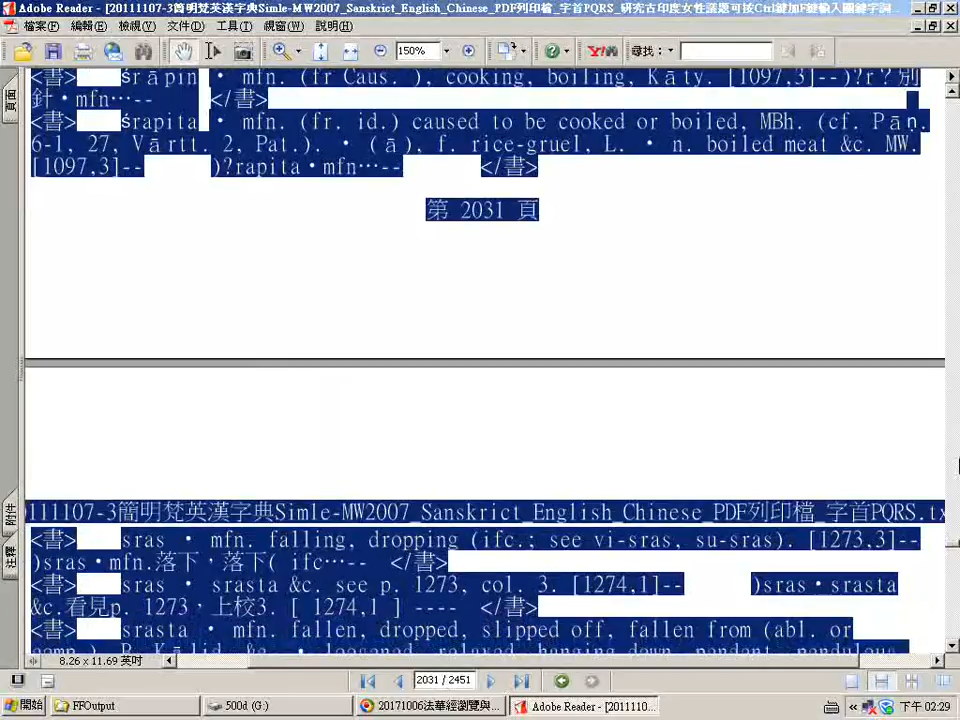 Adobe Reader - [20111107-3簡明梵英漢字典Simle-MW2007_Sanskrict_English_Chinese_PDF列印檔_字首PQRS_研究古印度女性議題可按Ctrl鍵加F鍵輸入關鍵字詞
檔案(F) 編輯(E) 檢視(V) 文件(D) 工具(T) 視窗(W) 說明(H)
150% 尋找：
頁面
<書> śrāpin • mfn. (fr Caus. ), cooking, boiling, Kāty. [1097,3]--)?r？別
針•mfn…-- </書>
<書> śrapita • mfn. (fr. id.) caused to be cooked or boiled, MBh. (cf. Pāṇ.
6-1, 27, Vārtt. 2, Pat.). • (ā), f. rice-gruel, L. • n. boiled meat &c. MW.
[1097,3]-- )?rapita•mfn…-- </書>
第 2031 頁
附件
注釋
111107-3簡明梵英漢字典Simle-MW2007_Sanskrict_English_Chinese_PDF列印檔_字首PQRS.tx
<書> sras • mfn. falling, dropping (ifc.; see vi-sras, su-sras). [1273,3]--
)sras•mfn.落下，落下( ifc…-- </書>
<書> sras • srasta &c. see p. 1273, col. 3. [1274,1]-- )sras•srasta
&c.看見p. 1273，上校3. [ 1274,1 ] ---- </書>
<書> srasta • mfn. fallen, dropped, slipped off, fallen from (abl. or
comp.), R. Kālid. &c. • loosened, relaxed, hanging down, pendent, pendulous,
8.26 x 11.69 英吋
2031 / 2451
開始 FFOutput 500d (G:) 20171006法華經瀏覽與... Adobe Reader - [2011110... 下午 02:29